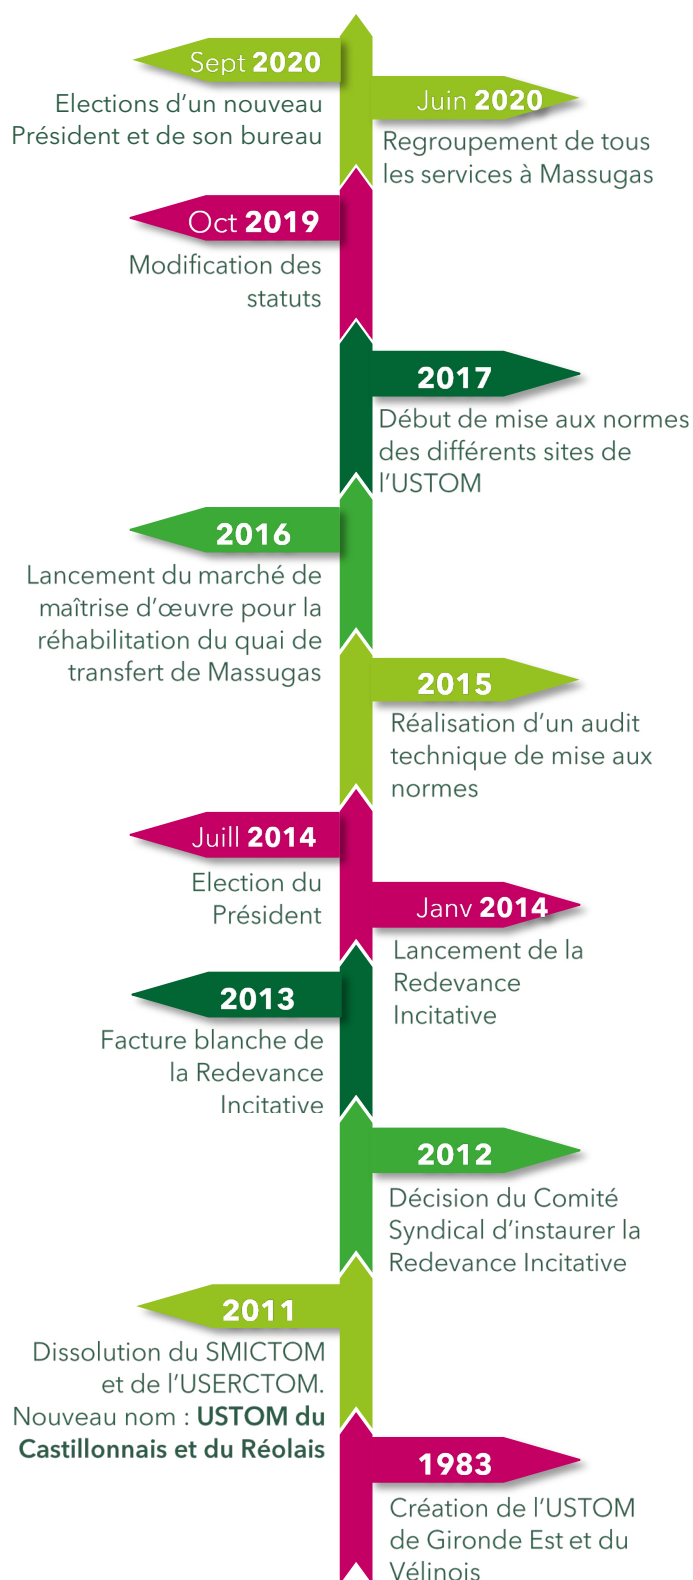 Sept 2020
Elections d’un nouveau
Président et de son bureau
Juin 2020
Regroupement de tous
les services à Massugas
Oct 2019
Modification des
statuts
2017
Début de mise aux normes
des différents sites de
l’USTOM
2016
Lancement du marché de
maîtrise d’œuvre pour la
réhabilitation du quai de
transfert de Massugas
2015
Réalisation d’un audit
technique de mise aux
normes
Juill 2014
Election du
Président
Janv 2014
Lancement de la
Redevance
Incitative
2013
Facture blanche de
la Redevance
Incitative
2012
Décision du Comité
Syndical d’instaurer la
Redevance Incitative
2011
Dissolution du SMICTOM
et de l’USERCTOM.
Nouveau nom : USTOM du
Castillonnais et du Réolais
1983
Création de l’USTOM
de Gironde Est et du
Vélinois